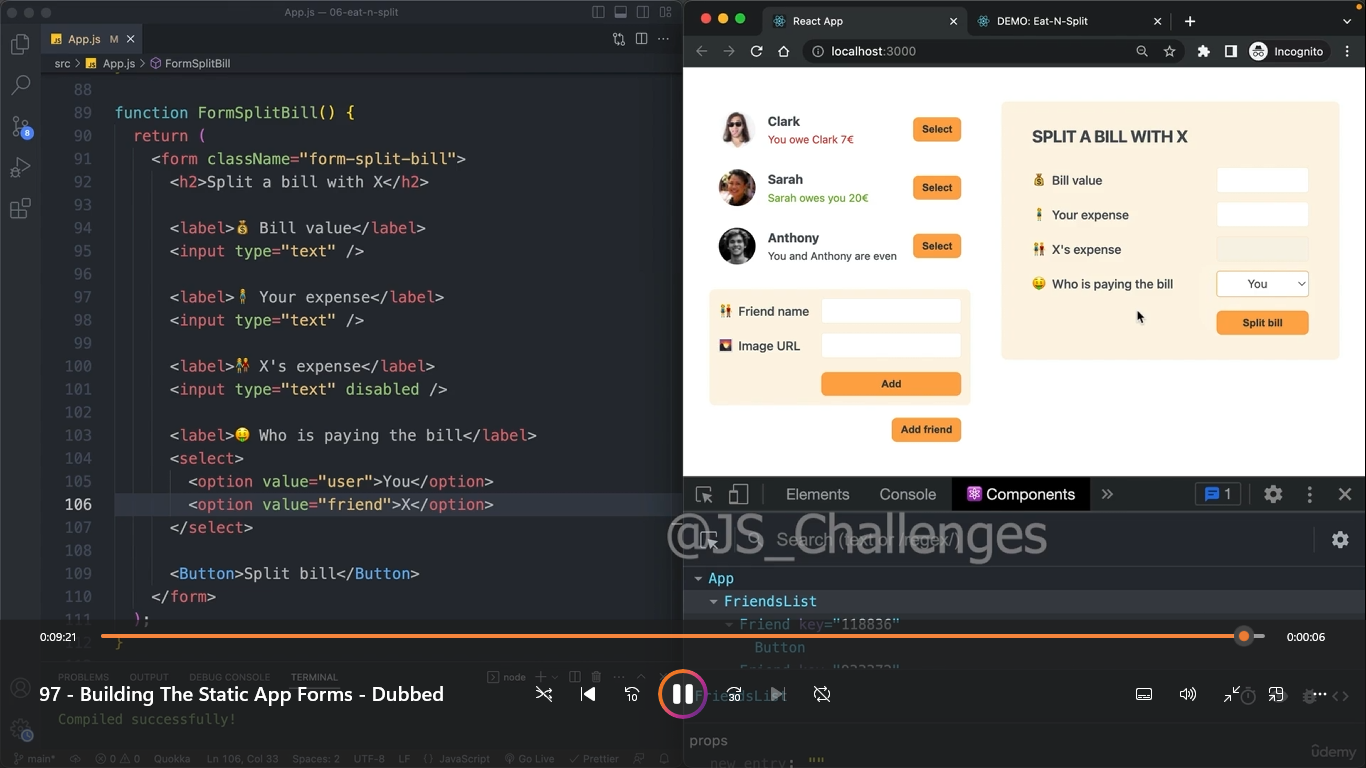 App.js — 06-eat-n-split
JS App.js M
src > JS App.js > FormSplitBill
88
89 function FormSplitBill() {
90 return (
91 <form className="form-split-bill">
92 <h2>Split a bill with X</h2>
93
94 <label>💰 Bill value</label>
95 <input type="text" />
96
97 <label>🧍‍♀️ Your expense</label>
98 <input type="text" />
99
100 <label>👫 X's expense</label>
101 <input type="text" disabled />
102
103 <label>🤑 Who is paying the bill</label>
104 <select>
105 <option value="user">You</option>
106 <option value="friend">X</option>
107 </select>
108
109 <Button>Split bill</Button>
110 </form>
111 );
112 }
8
PROBLEMS OUTPUT DEBUG CONSOLE TERMINAL node
Compiled successfully!
main* 0 0 Quokka Ln 106, Col 33 Spaces: 2 UTF-8 LF {} JavaScript Go Live Prettier
React App
DEMO: Eat-N-Split
localhost:3000
Incognito
Clark
You owe Clark 7€
Select
Sarah
Sarah owes you 20€
Select
Anthony
You and Anthony are even
Select
👫 Friend name
🌄 Image URL
Add
Add friend
SPLIT A BILL WITH X
💰 Bill value
🧍‍♀️ Your expense
👫 X's expense
🤑 Who is paying the bill
You
Split bill
Elements Console Components » 1
@JS_Challenges
Search (text or /regex/)
App
FriendsList
Friend key="118836"
Button
FriendsList
props
new entry: ""
0:09:21
0:00:06
97 - Building The Static App Forms - Dubbed
10
30
ûdemy